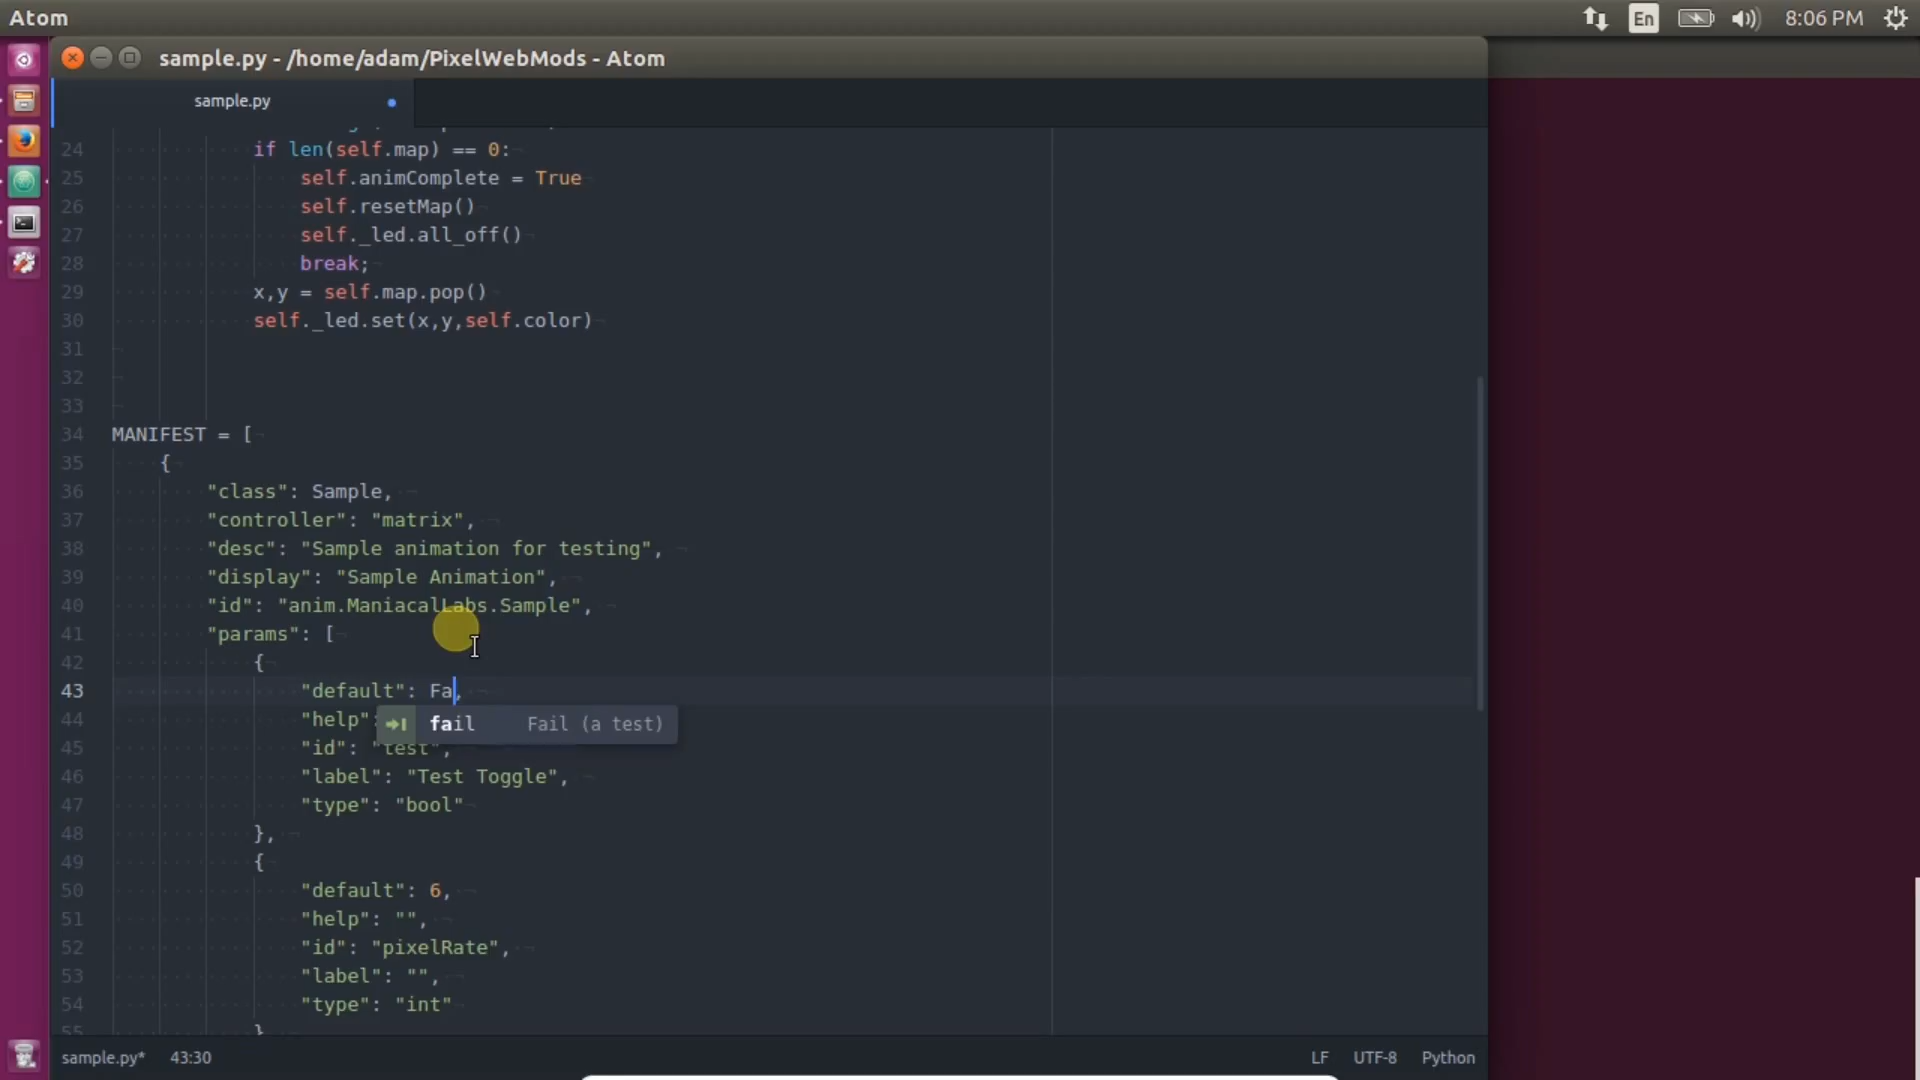 Atom
En
8:06 PM
sample.py - /home/adam/PixelWebMods - Atom
sample.py
24 if len(self.map) == 0:
25 self.animComplete = True
26 self.resetMap()
27 self._led.all_off()
28 break;
29 x,y = self.map.pop()
30 self._led.set(x,y,self.color)
31
32
33
34 MANIFEST = [
35 {
36 "class": Sample,
37 "controller": "matrix",
38 "desc": "Sample animation for testing",
39 "display": "Sample Animation",
40 "id": "anim.ManiacalLabs.Sample",
41 "params": [
42 {
43 "default": Fa,
44 "help":
fail Fail (a test)
45 "id": "test",
46 "label": "Test Toggle",
47 "type": "bool"
48 },
49 {
50 "default": 6,
51 "help": "",
52 "id": "pixelRate",
53 "label": "",
54 "type": "int"
55 }
sample.py* 43:30 LF UTF-8 Python